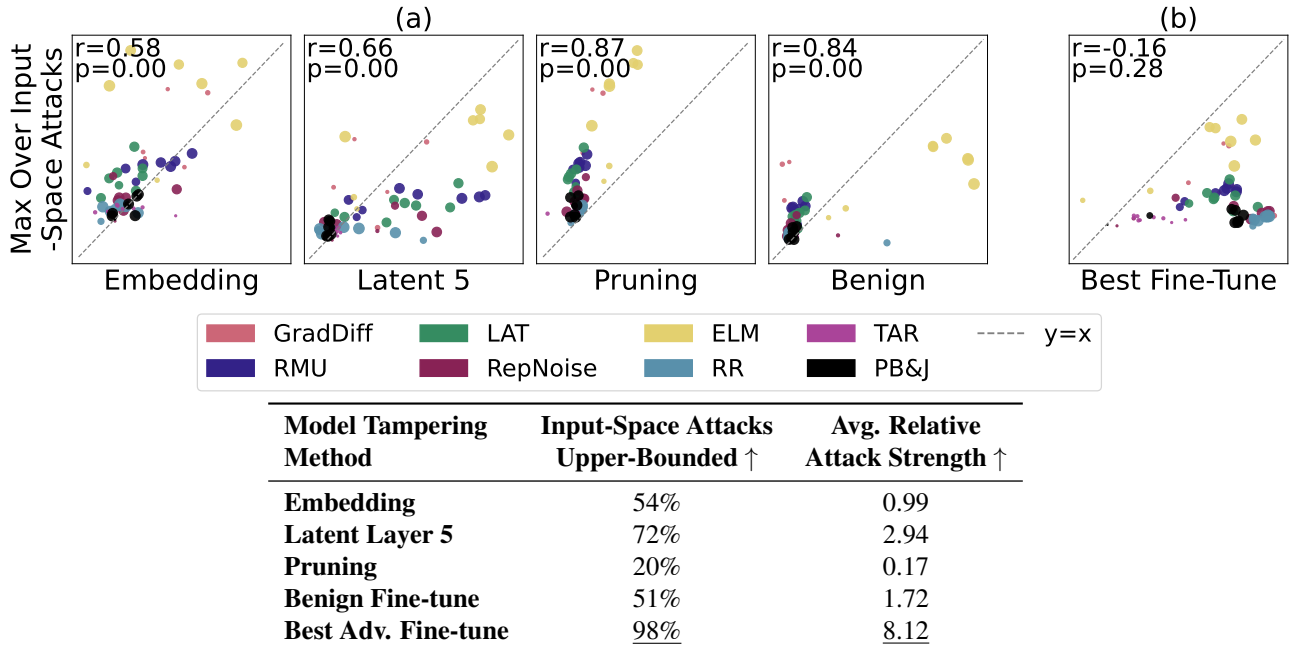 (a)
(b)
Max Over Input
-Space Attacks
r=0.58
p=0.00
Embedding
r=0.66
p=0.00
Latent 5
r=0.87
p=0.00
Pruning
r=0.84
p=0.00
Benign
r=-0.16
p=0.28
Best Fine-Tune
GradDiff LAT ELM TAR y=x
RMU RepNoise RR PB&J
Model Tampering Input-Space Attacks Avg. Relative
Method Upper-Bounded ↑ Attack Strength ↑
Embedding 54% 0.99
Latent Layer 5 72% 2.94
Pruning 20% 0.17
Benign Fine-tune 51% 1.72
Best Adv. Fine-tune 98% 8.12